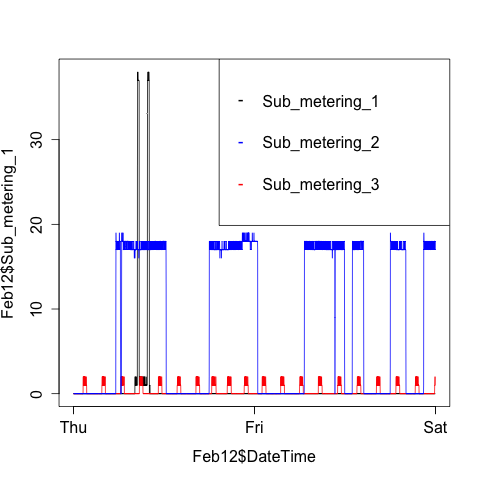 Sub_metering_1
Sub_metering_2
Sub_metering_3
Feb12$Sub_metering_1
30
20
10
0
Thu Fri Sat
Feb12$DateTime